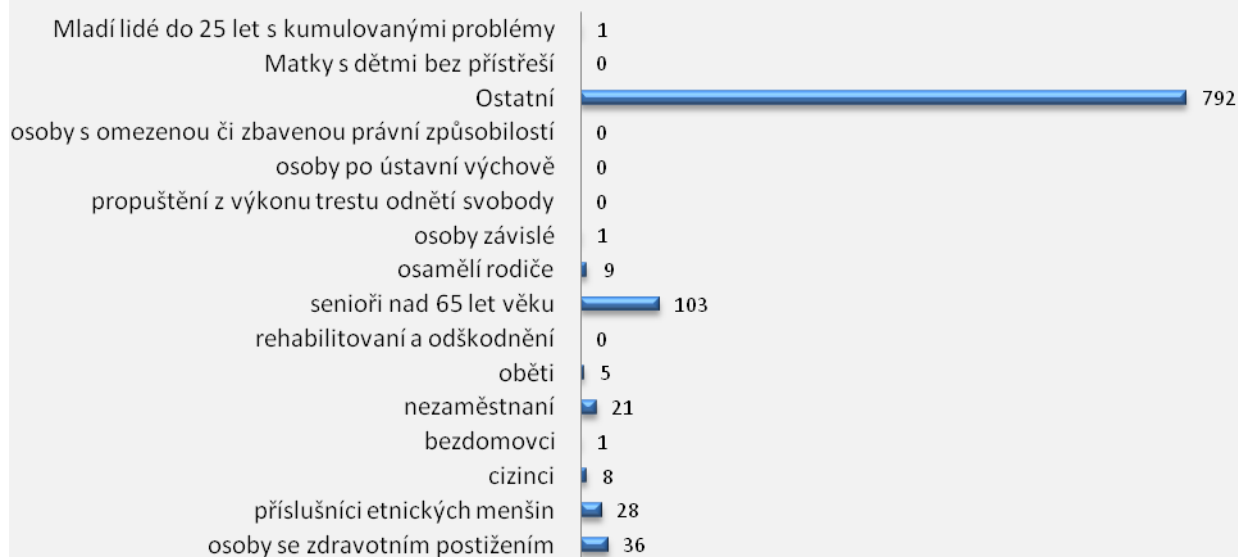 Mladí lidé do 25 let s kumulovanými problémy 1
Matky s dětmi bez přístřeší 0
Ostatní 792
osoby s omezenou či zbavenou právní způsobilostí 0
osoby po ústavní výchově 0
propuštění z výkonu trestu odnětí svobody 0
osoby závislé 1
osamělí rodiče 9
senioři nad 65 let věku 103
rehabilitovaní a odškodnění 0
oběti 5
nezaměstnaní 21
bezdomovci 1
cizinci 8
příslušníci etnických menšin 28
osoby se zdravotním postižením 36